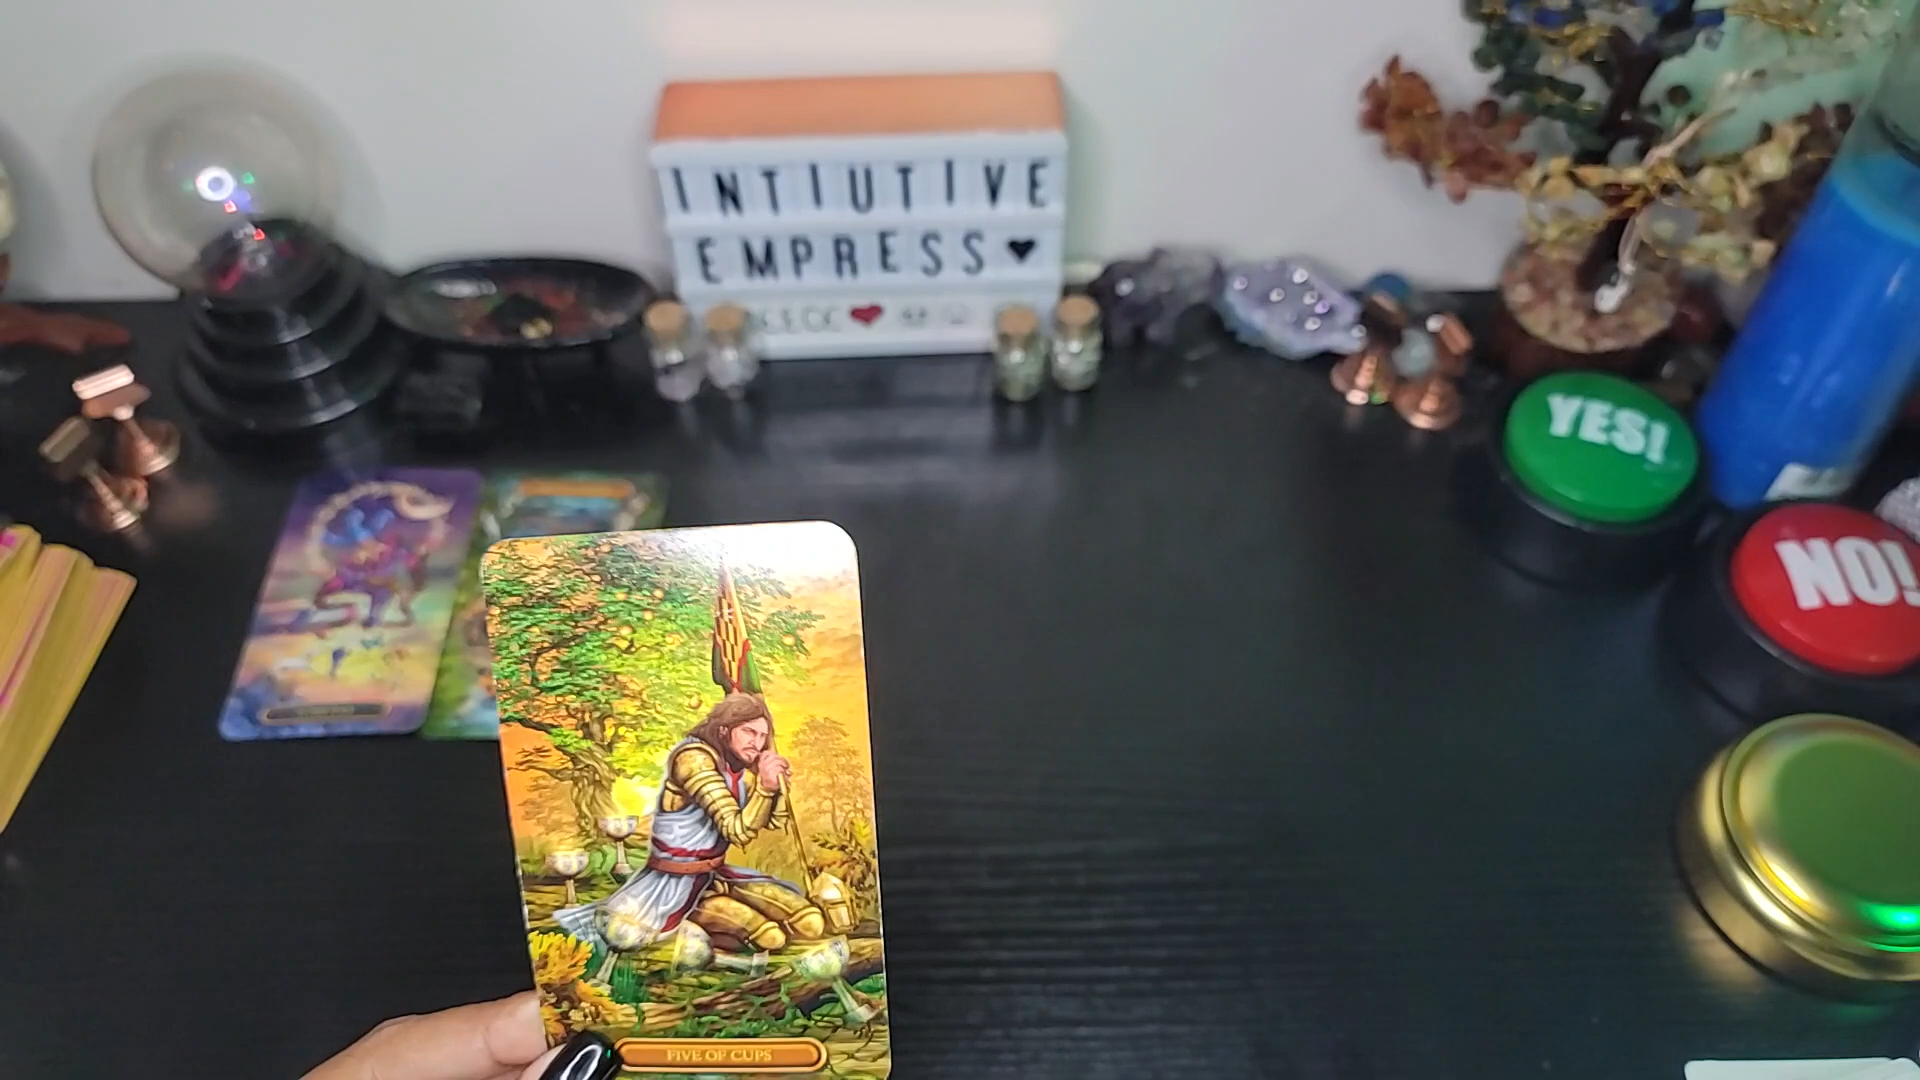 INTIUTIVE
EMPRESS♥
YES!
NO!
FIVE OF CUPS